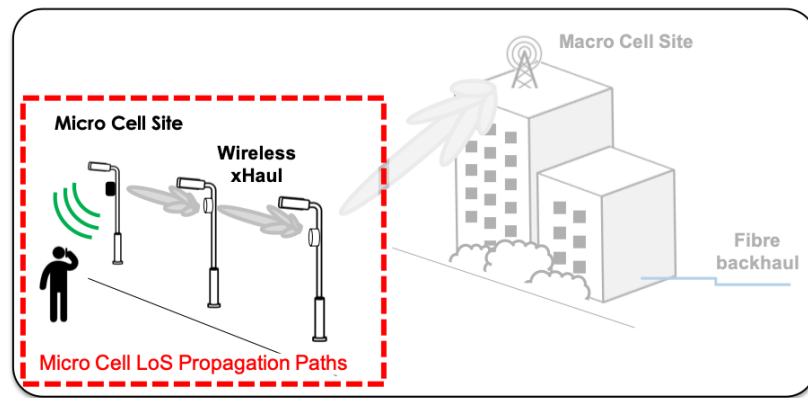 Macro Cell Site
Micro Cell Site
Wireless
xHaul
Fibre
backhaul
Micro Cell LoS Propagation Paths